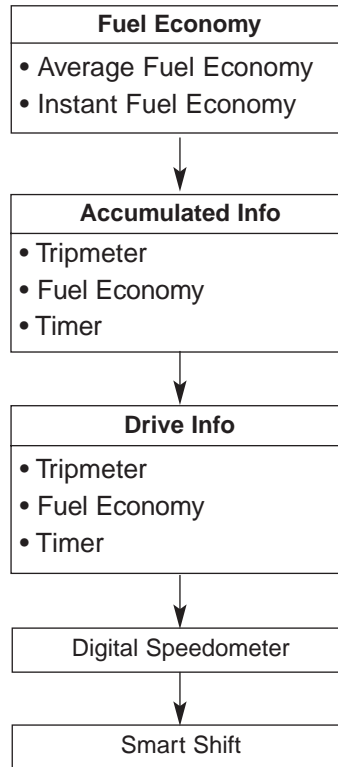 Fuel Economy
• Average Fuel Economy
• Instant Fuel Economy
Accumulated Info
• Tripmeter
• Fuel Economy
• Timer
Drive Info
• Tripmeter
• Fuel Economy
• Timer
Digital Speedometer
Smart Shift